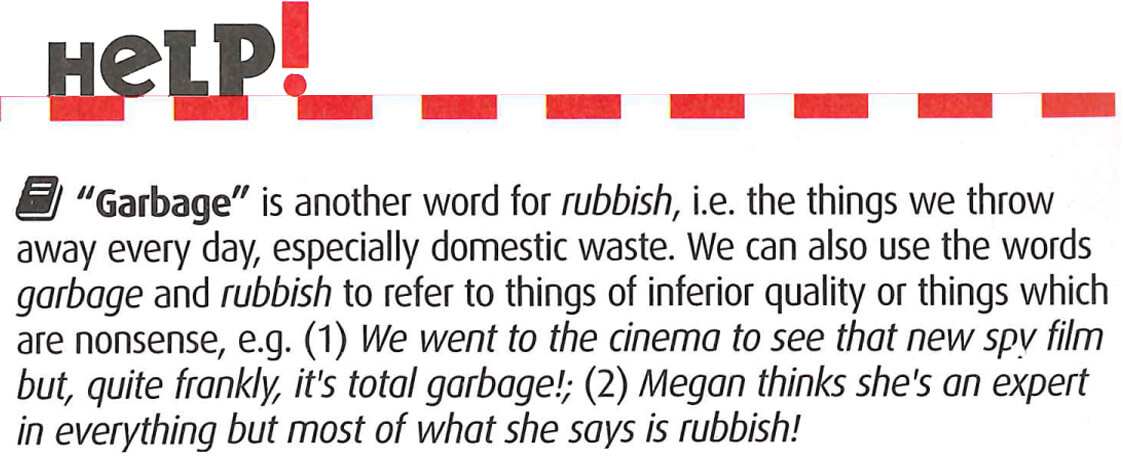 HeLP!
"Garbage" is another word for rubbish, i.e. the things we throw
away every day, especially domestic waste. We can also use the words
garbage and rubbish to refer to things of inferior quality or things which
are nonsense, e.g. (1) We went to the cinema to see that new spy film
but, quite frankly, it's total garbage!; (2) Megan thinks she's an expert
in everything but most of what she says is rubbish!